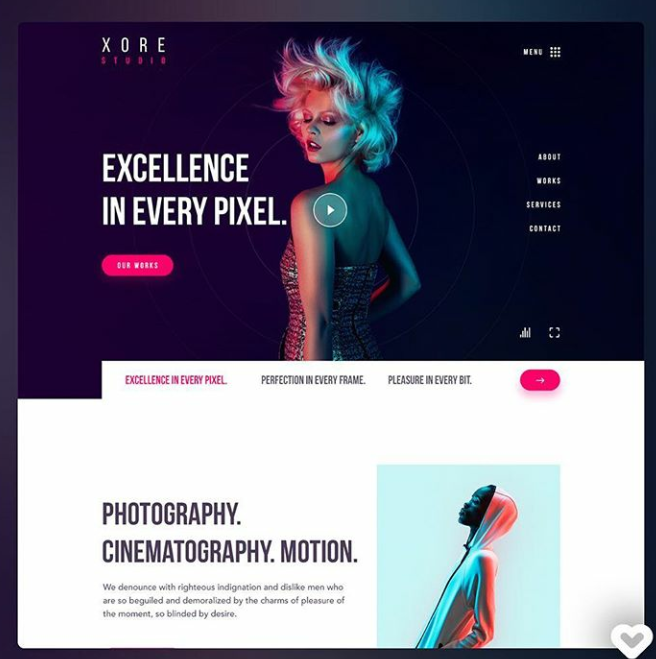 XORE
STUDIO
MENU
EXCELLENCE
IN EVERY PIXEL.
OUR WORKS
ABOUT
WORKS
SERVICES
CONTACT
EXCELLENCE IN EVERY PIXEL.
PERFECTION IN EVERY FRAME.
PLEASURE IN EVERY BIT.
PHOTOGRAPHY.
CINEMATOGRAPHY. MOTION.
We denounce with righteous indignation and dislike men who
are so beguiled and demoralized by the charms of pleasure of
the moment, so blinded by desire.